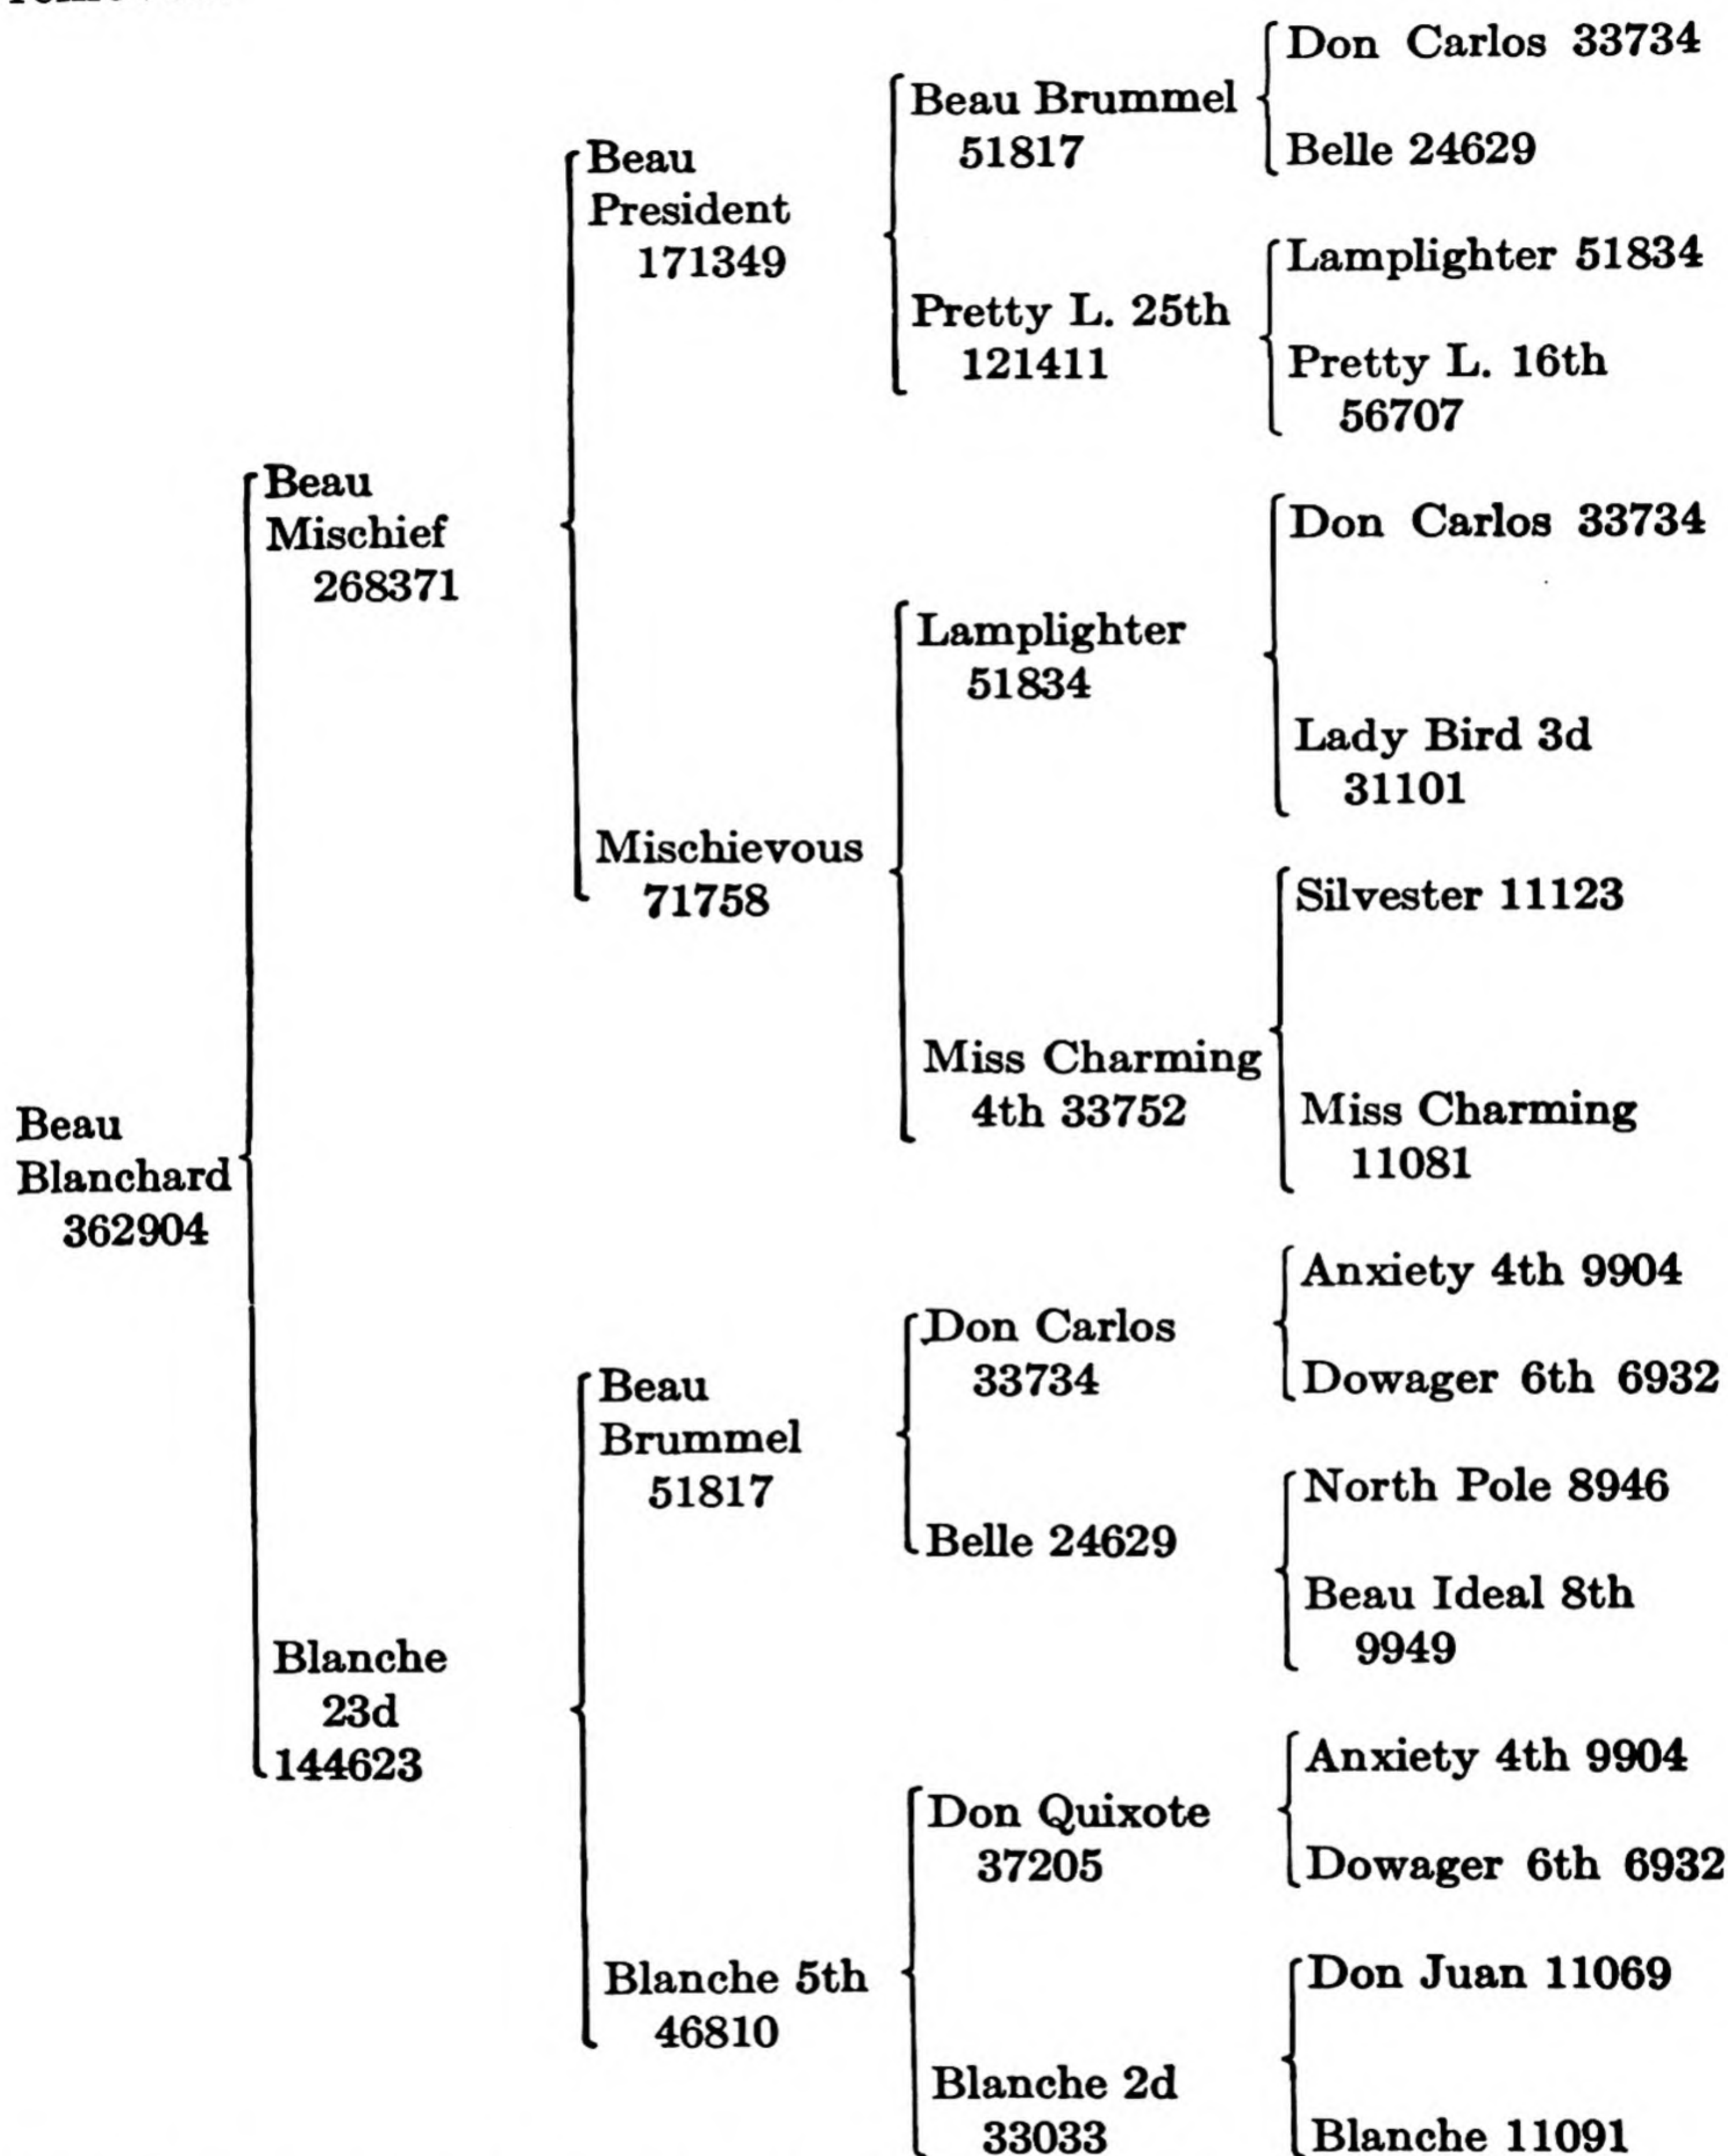 Don Carlos 33734
Beau Brummel
51817
Belle 24629
Beau
President
171349
Lamplighter 51834
Pretty L. 25th
121411
Pretty L. 16th
56707
Beau
Mischief
268371
Don Carlos 33734
Lamplighter
51834
Lady Bird 3d
31101
Mischievous
71758
Silvester 11123
Miss Charming
4th 33752
Miss Charming
11081
Beau
Blanchard
362904
Anxiety 4th 9904
Don Carlos
33734
Dowager 6th 6932
Beau
Brummel
51817
North Pole 8946
Belle 24629
Beau Ideal 8th
9949
Blanche
23d
144623
Anxiety 4th 9904
Don Quixote
37205
Dowager 6th 6932
Blanche 5th
46810
Don Juan 11069
Blanche 2d
33033
Blanche 11091